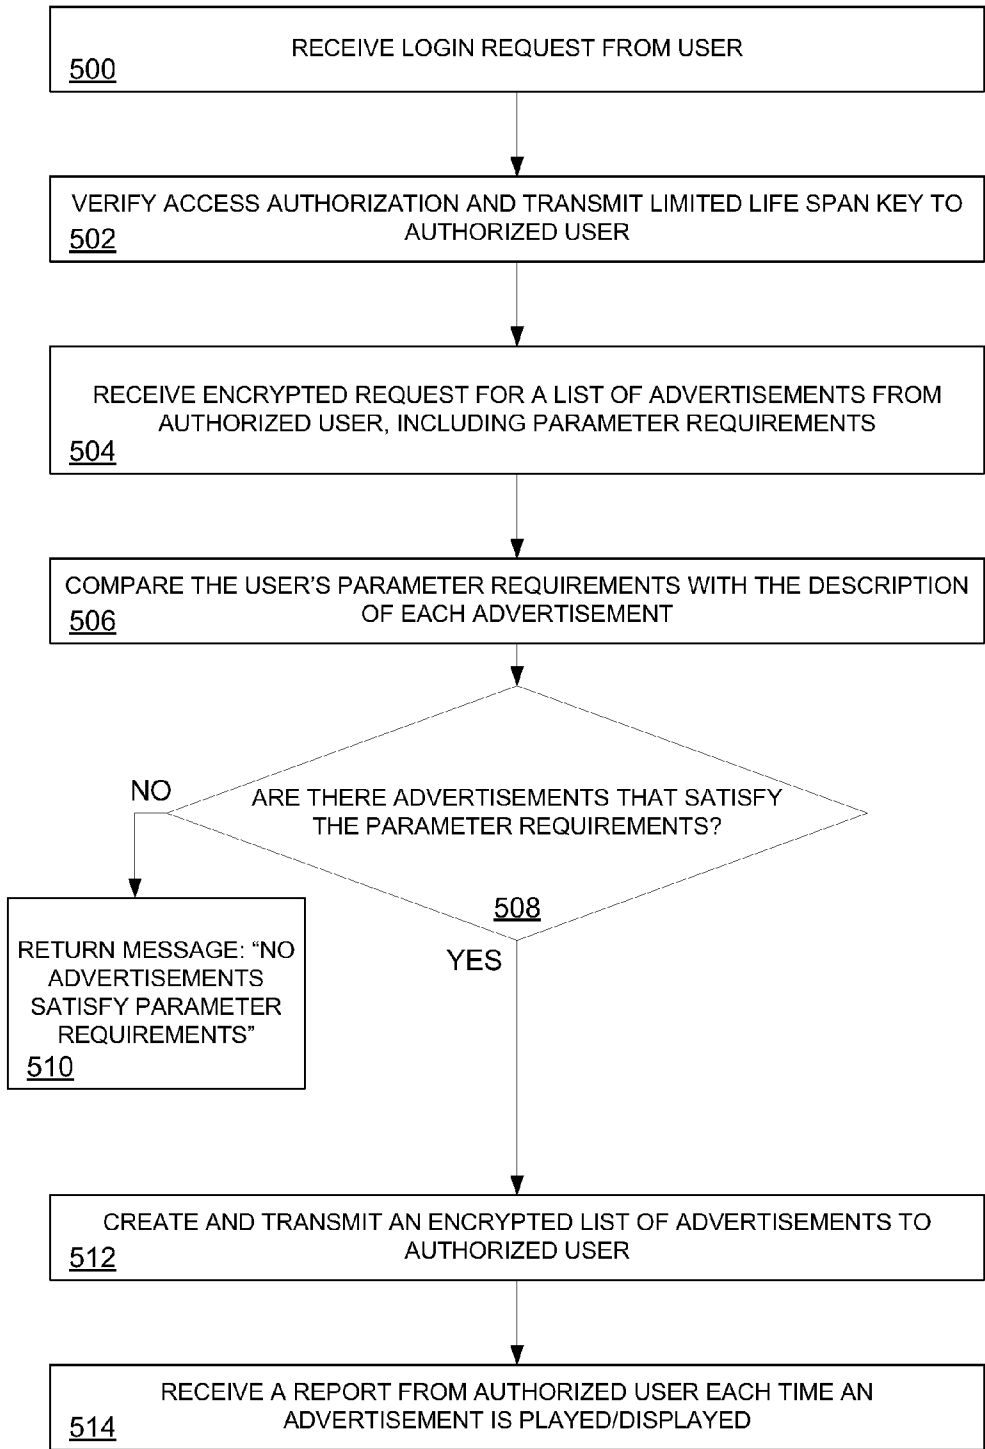 RECEIVE LOGIN REQUEST FROM USER
500
VERIFY ACCESS AUTHORIZATION AND TRANSMIT LIMITED LIFE SPAN KEY TO
AUTHORIZED USER
502
RECEIVE ENCRYPTED REQUEST FOR A LIST OF ADVERTISEMENTS FROM
AUTHORIZED USER, INCLUDING PARAMETER REQUIREMENTS
504
COMPARE THE USER'S PARAMETER REQUIREMENTS WITH THE DESCRIPTION
OF EACH ADVERTISEMENT
506
NO
ARE THERE ADVERTISEMENTS THAT SATISFY
THE PARAMETER REQUIREMENTS?
508
YES
RETURN MESSAGE: “NO
ADVERTISEMENTS
SATISFY PARAMETER
REQUIREMENTS”
510
CREATE AND TRANSMIT AN ENCRYPTED LIST OF ADVERTISEMENTS TO
AUTHORIZED USER
512
RECEIVE A REPORT FROM AUTHORIZED USER EACH TIME AN
ADVERTISEMENT IS PLAYED/DISPLAYED
514